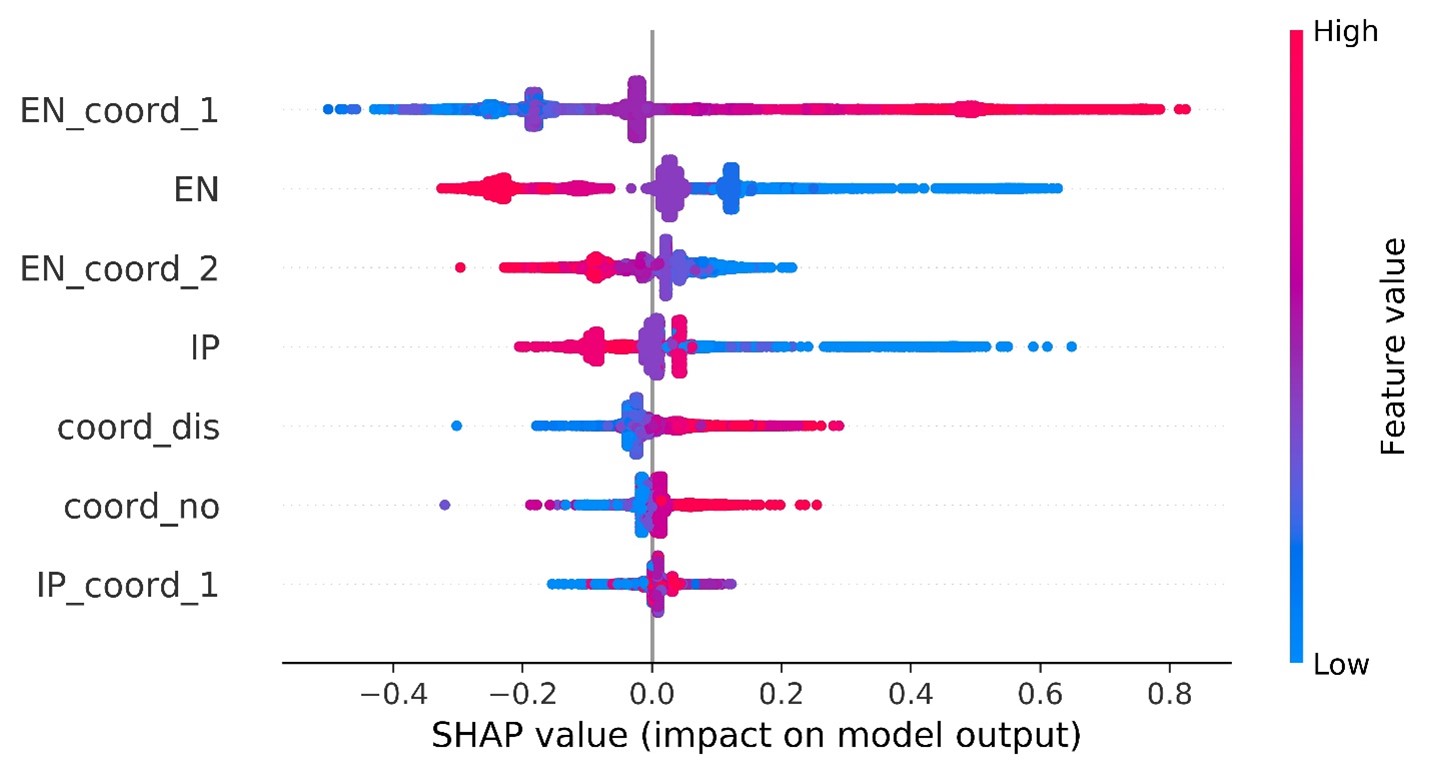 High
EN_coord_1
EN
EN_coord_2
IP
coord_dis
coord_no
IP_coord_1
Feature value
Low
−0.4 −0.2 0.0 0.2 0.4 0.6 0.8
SHAP value (impact on model output)